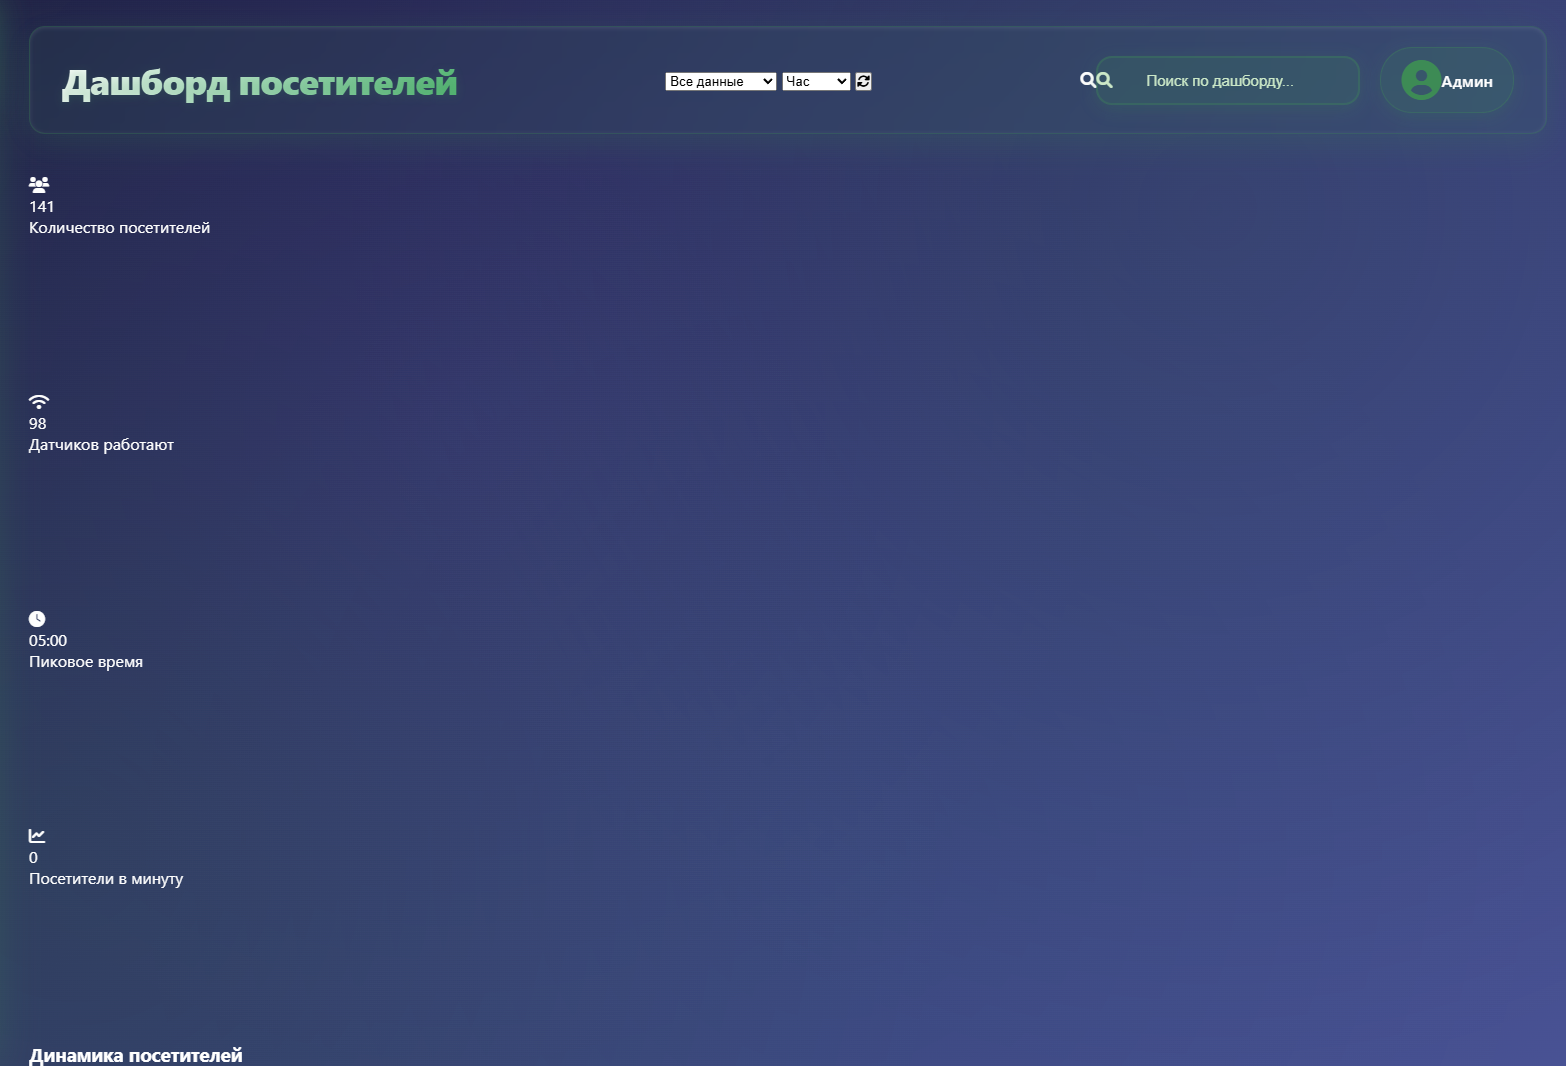 Дашборд посетителей
Все данные
Час
Поиск по дашборду...
Админ
141
Количество посетителей
98
Датчиков работают
05:00
Пиковое время
0
Посетители в минуту
Динамика посетителей